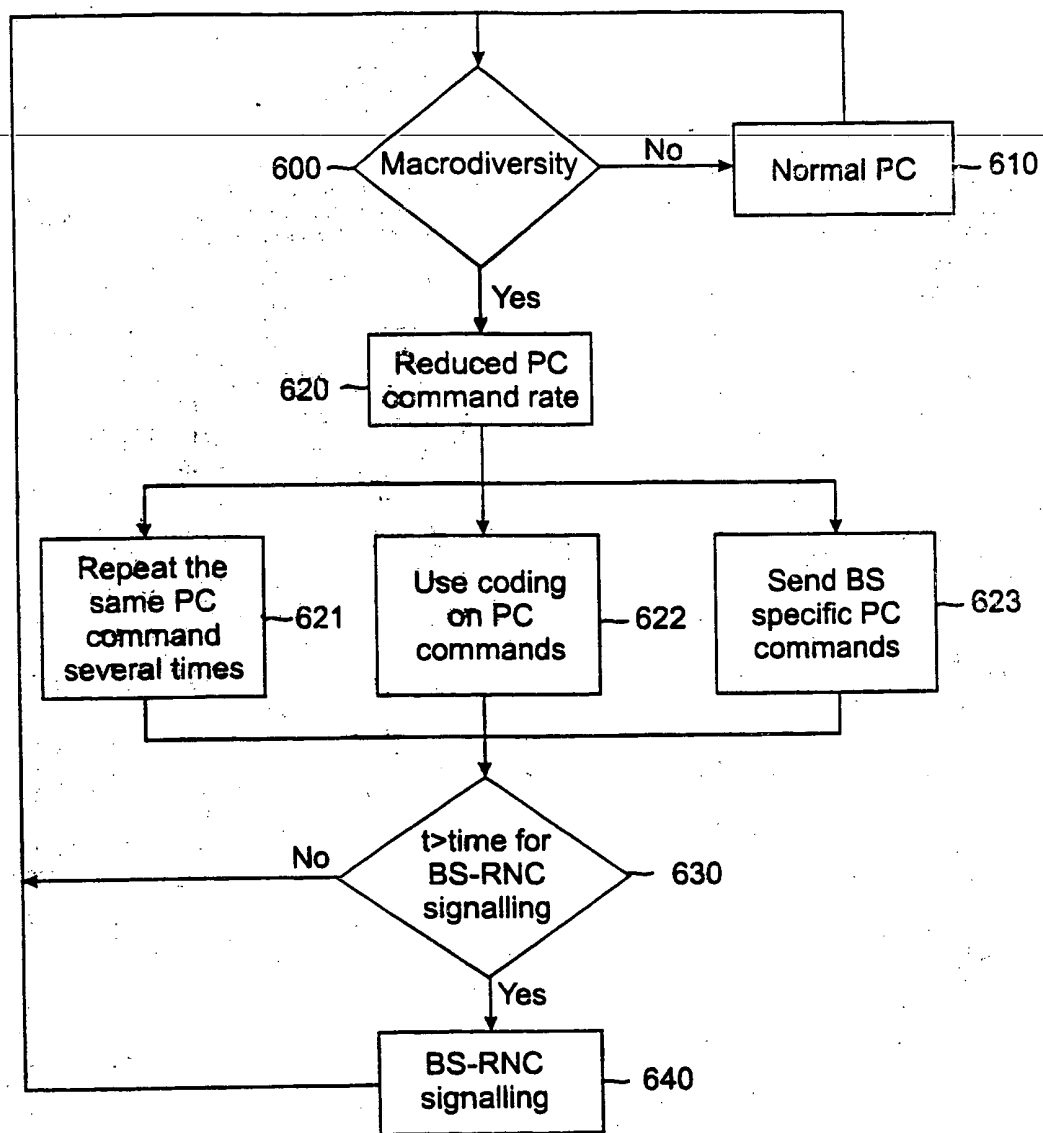 600
Macrodiversity
No
Normal PC
610
Yes
620
Reduced PC
command rate
Repeat the
same PC
command
several times
621
Use coding
on PC
commands
622
Send BS
specific PC
commands
623
No
t>time for
BS-RNC
signalling
630
Yes
BS-RNC
signalling
640